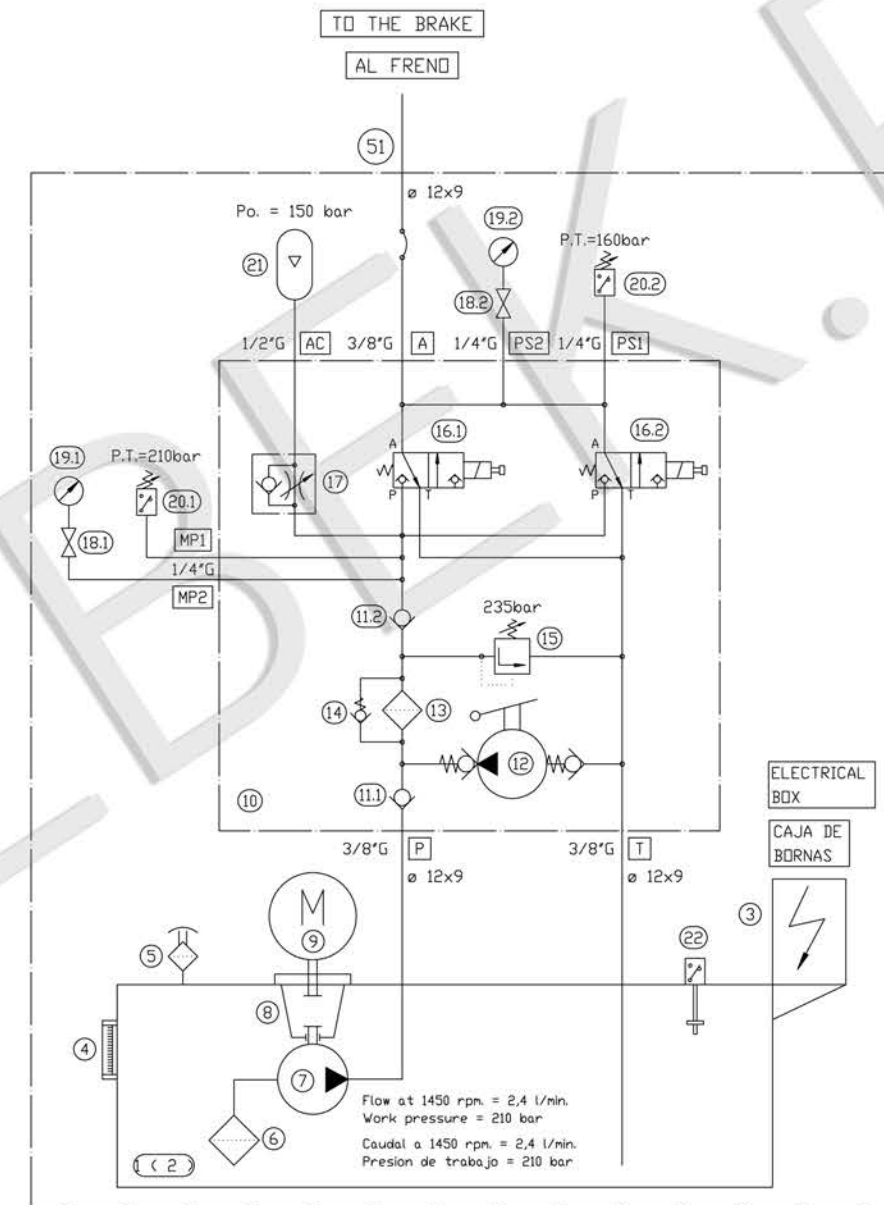 TO THE BRAKE
AL FRENO
51
ø 12x9
Po. = 150 bar
19.2
P.T.=160bar
21
18.2
20.2
1/2"G AC 3/8"G A 1/4"G PS2 1/4"G PS1
16.1
16.2
A
A
19.1
P.T.=210bar
17
20.1
P T
P T
18.1
MP1
1/4"G
MP2
11.2
235bar
15
14
13
12
10
11.1
ELECTRICAL
BOX
3/8"G P
3/8"G T
CAJA DE
BORNAS
ø 12x9
ø 12x9
M
3
9
5
22
8
4
7
Flow at 1450 rpm. = 2,4 l/min.
Work pressure = 210 bar
6
Caudal a 1450 rpm. = 2,4 l/min.
Presion de trabajo = 210 bar
1 ( 2 )